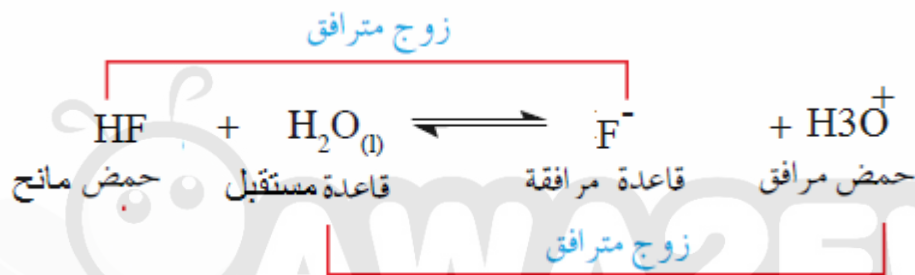 زوج مترافق
HF + H₂O(l) ⇌ F⁻ + H3O⁺
حمض مانح قاعدة مستقبل قاعدة مرافقة حمض مرافق
زوج مترافق